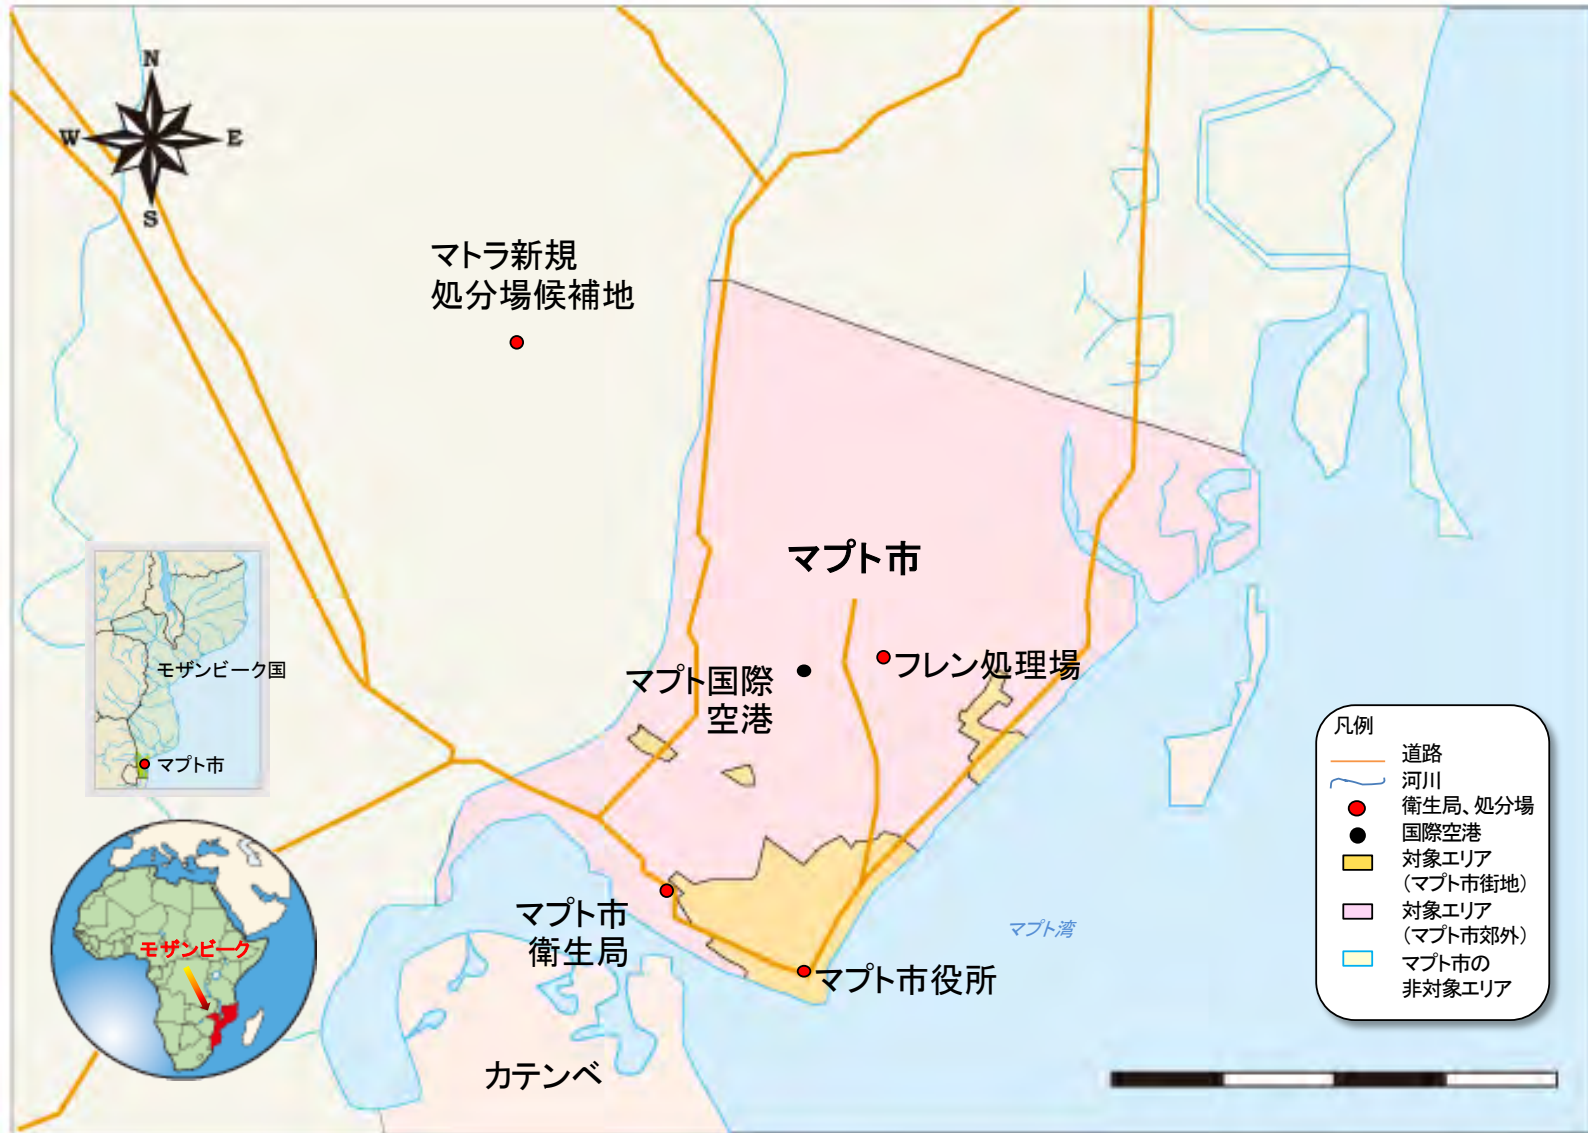 N
W
E
S
マトラ新規
処分場候補地
マプト市
マプト国際
空港
フレン処理場
モザンビーク国
マプト市
モザンビーク
マプト市
衛生局
マプト市役所
マプト湾
カテンベ
凡例
道路
河川
衛生局、処分場
国際空港
対象エリア
（マプト市街地）
対象エリア
（マプト市郊外）
マプト市の
非対象エリア